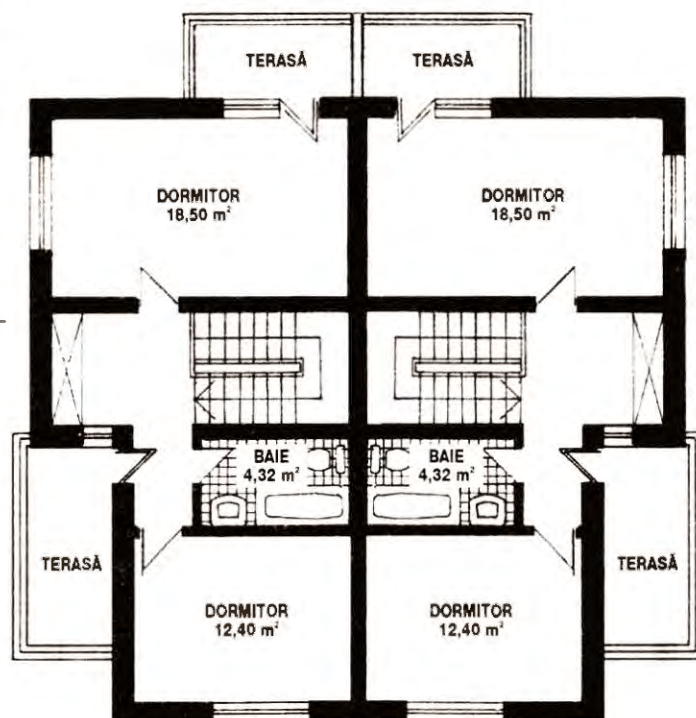 TERASĂ
TERASĂ
DORMITOR
18,50 m²
DORMITOR
18,50 m²
BAIE
4,32 m²
BAIE
4,32 m²
TERASĂ
TERASĂ
DORMITOR
12,40 m²
DORMITOR
12,40 m²